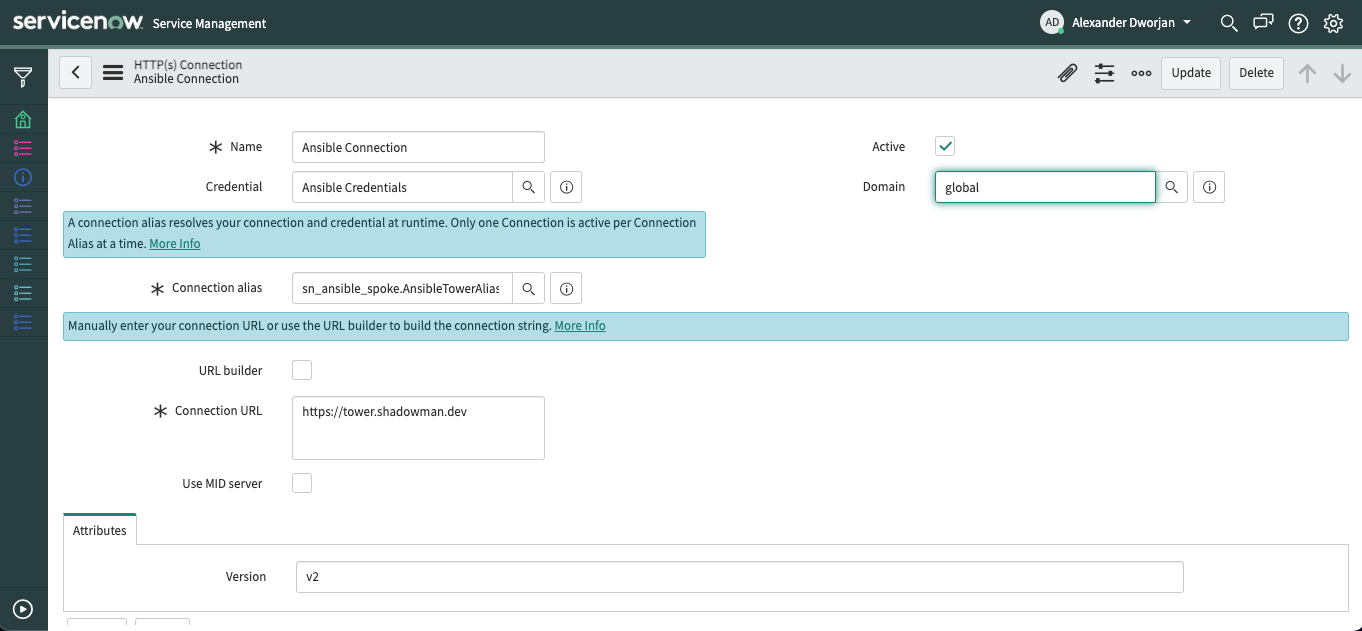 servicenow Service Management
AD Alexander Dworjan
HTTP(s) Connection
Ansible Connection
Update Delete
Name Ansible Connection
Active
Credential Ansible Credentials
Domain global
A connection alias resolves your connection and credential at runtime. Only one Connection is active per Connection
Alias at a time. More Info
Connection alias sn_ansible_spoke.AnsibleTowerAlias
Manually enter your connection URL or use the URL builder to build the connection string. More Info
URL builder
Connection URL https://tower.shadowman.dev
Use MID server
Attributes
Version v2